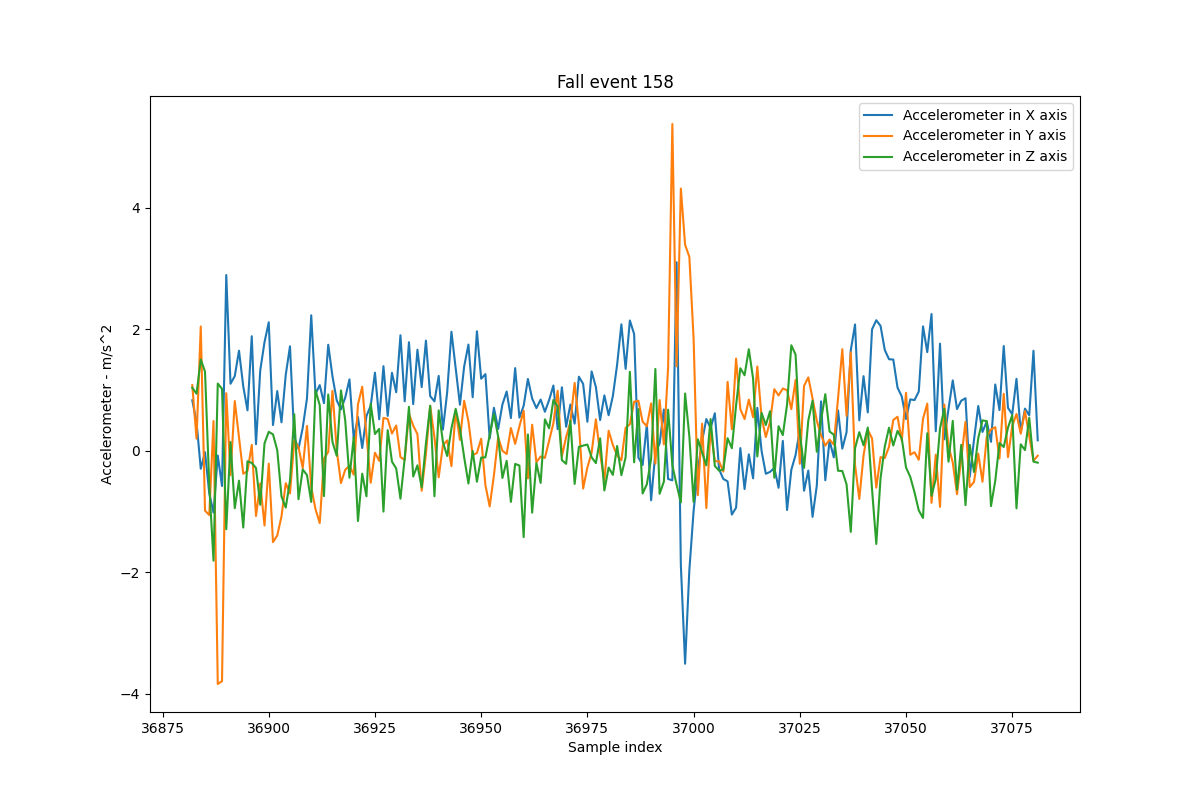 Fall event 158
Accelerometer in X axis
Accelerometer in Y axis
Accelerometer in Z axis
Accelerometer - m/s^2
4
2
0
−2
−4
36875 36900 36925 36950 36975 37000 37025 37050 37075
Sample index